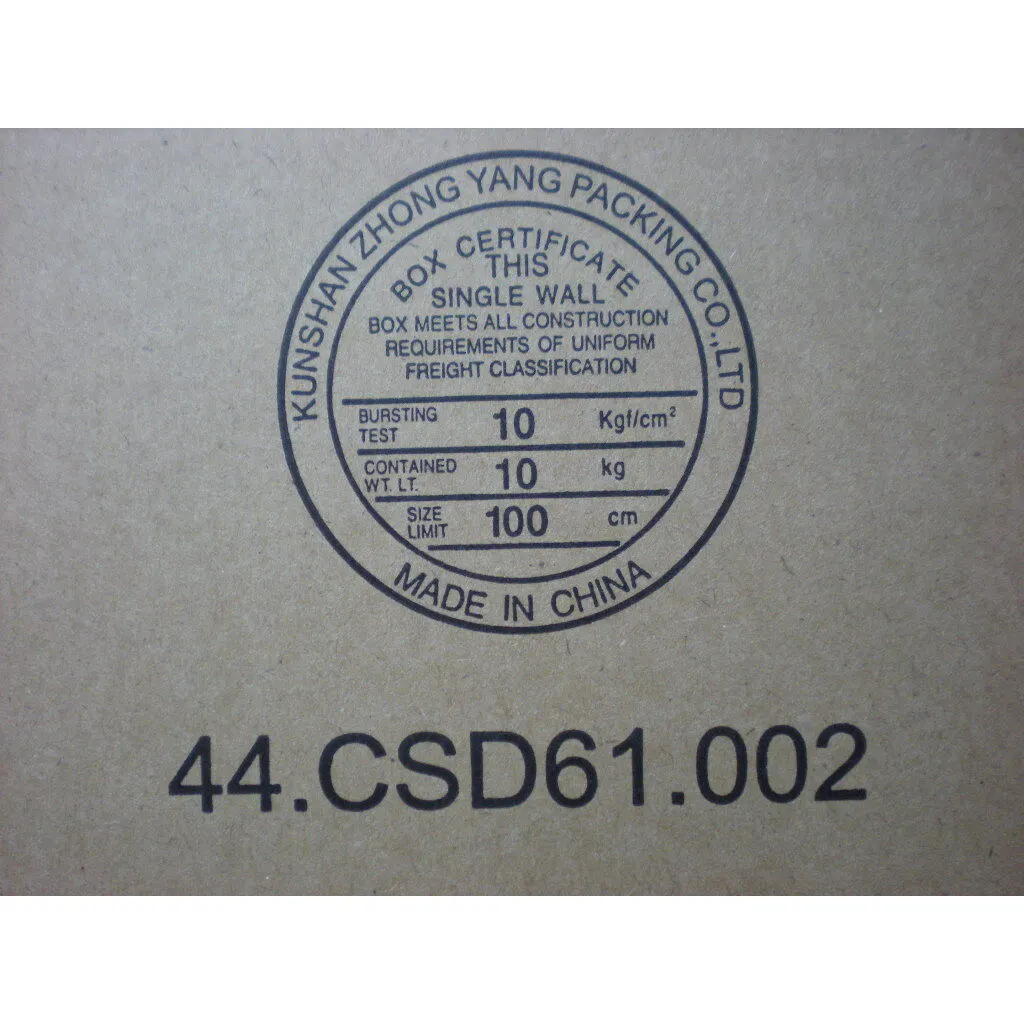 KUNSHAN ZHONG YANG PACKING CO.,LTD
BOX CERTIFICATE
THIS
SINGLE WALL
BOX MEETS ALL CONSTRUCTION
REQUIREMENTS OF UNIFORM
FREIGHT CLASSIFICATION
BURSTING TEST 10 Kgf/cm²
CONTAINED WT. LT. 10 kg
SIZE LIMIT 100 cm
MADE IN CHINA
44.CSD61.002